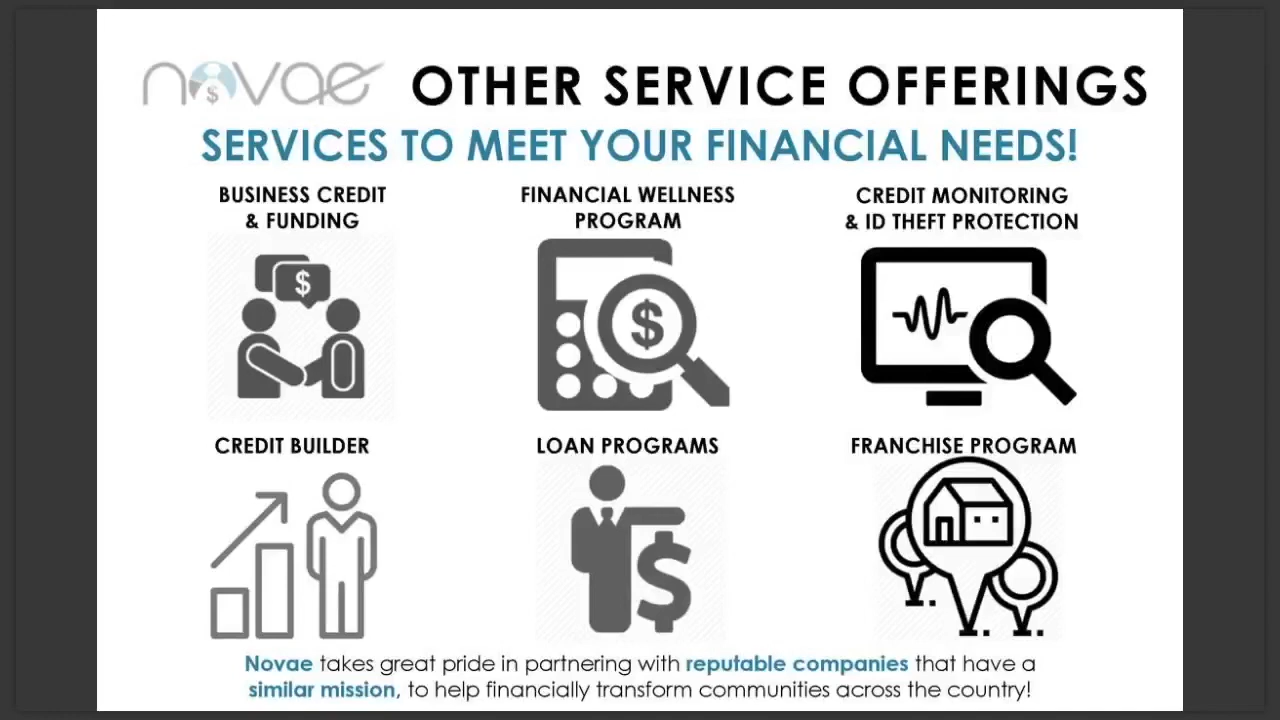 novae OTHER SERVICE OFFERINGS
SERVICES TO MEET YOUR FINANCIAL NEEDS!
BUSINESS CREDIT
& FUNDING
$
FINANCIAL WELLNESS
PROGRAM
$
CREDIT MONITORING
& ID THEFT PROTECTION
CREDIT BUILDER
LOAN PROGRAMS
$
FRANCHISE PROGRAM
Novae takes great pride in partnering with reputable companies that have a
similar mission, to help financially transform communities across the country!